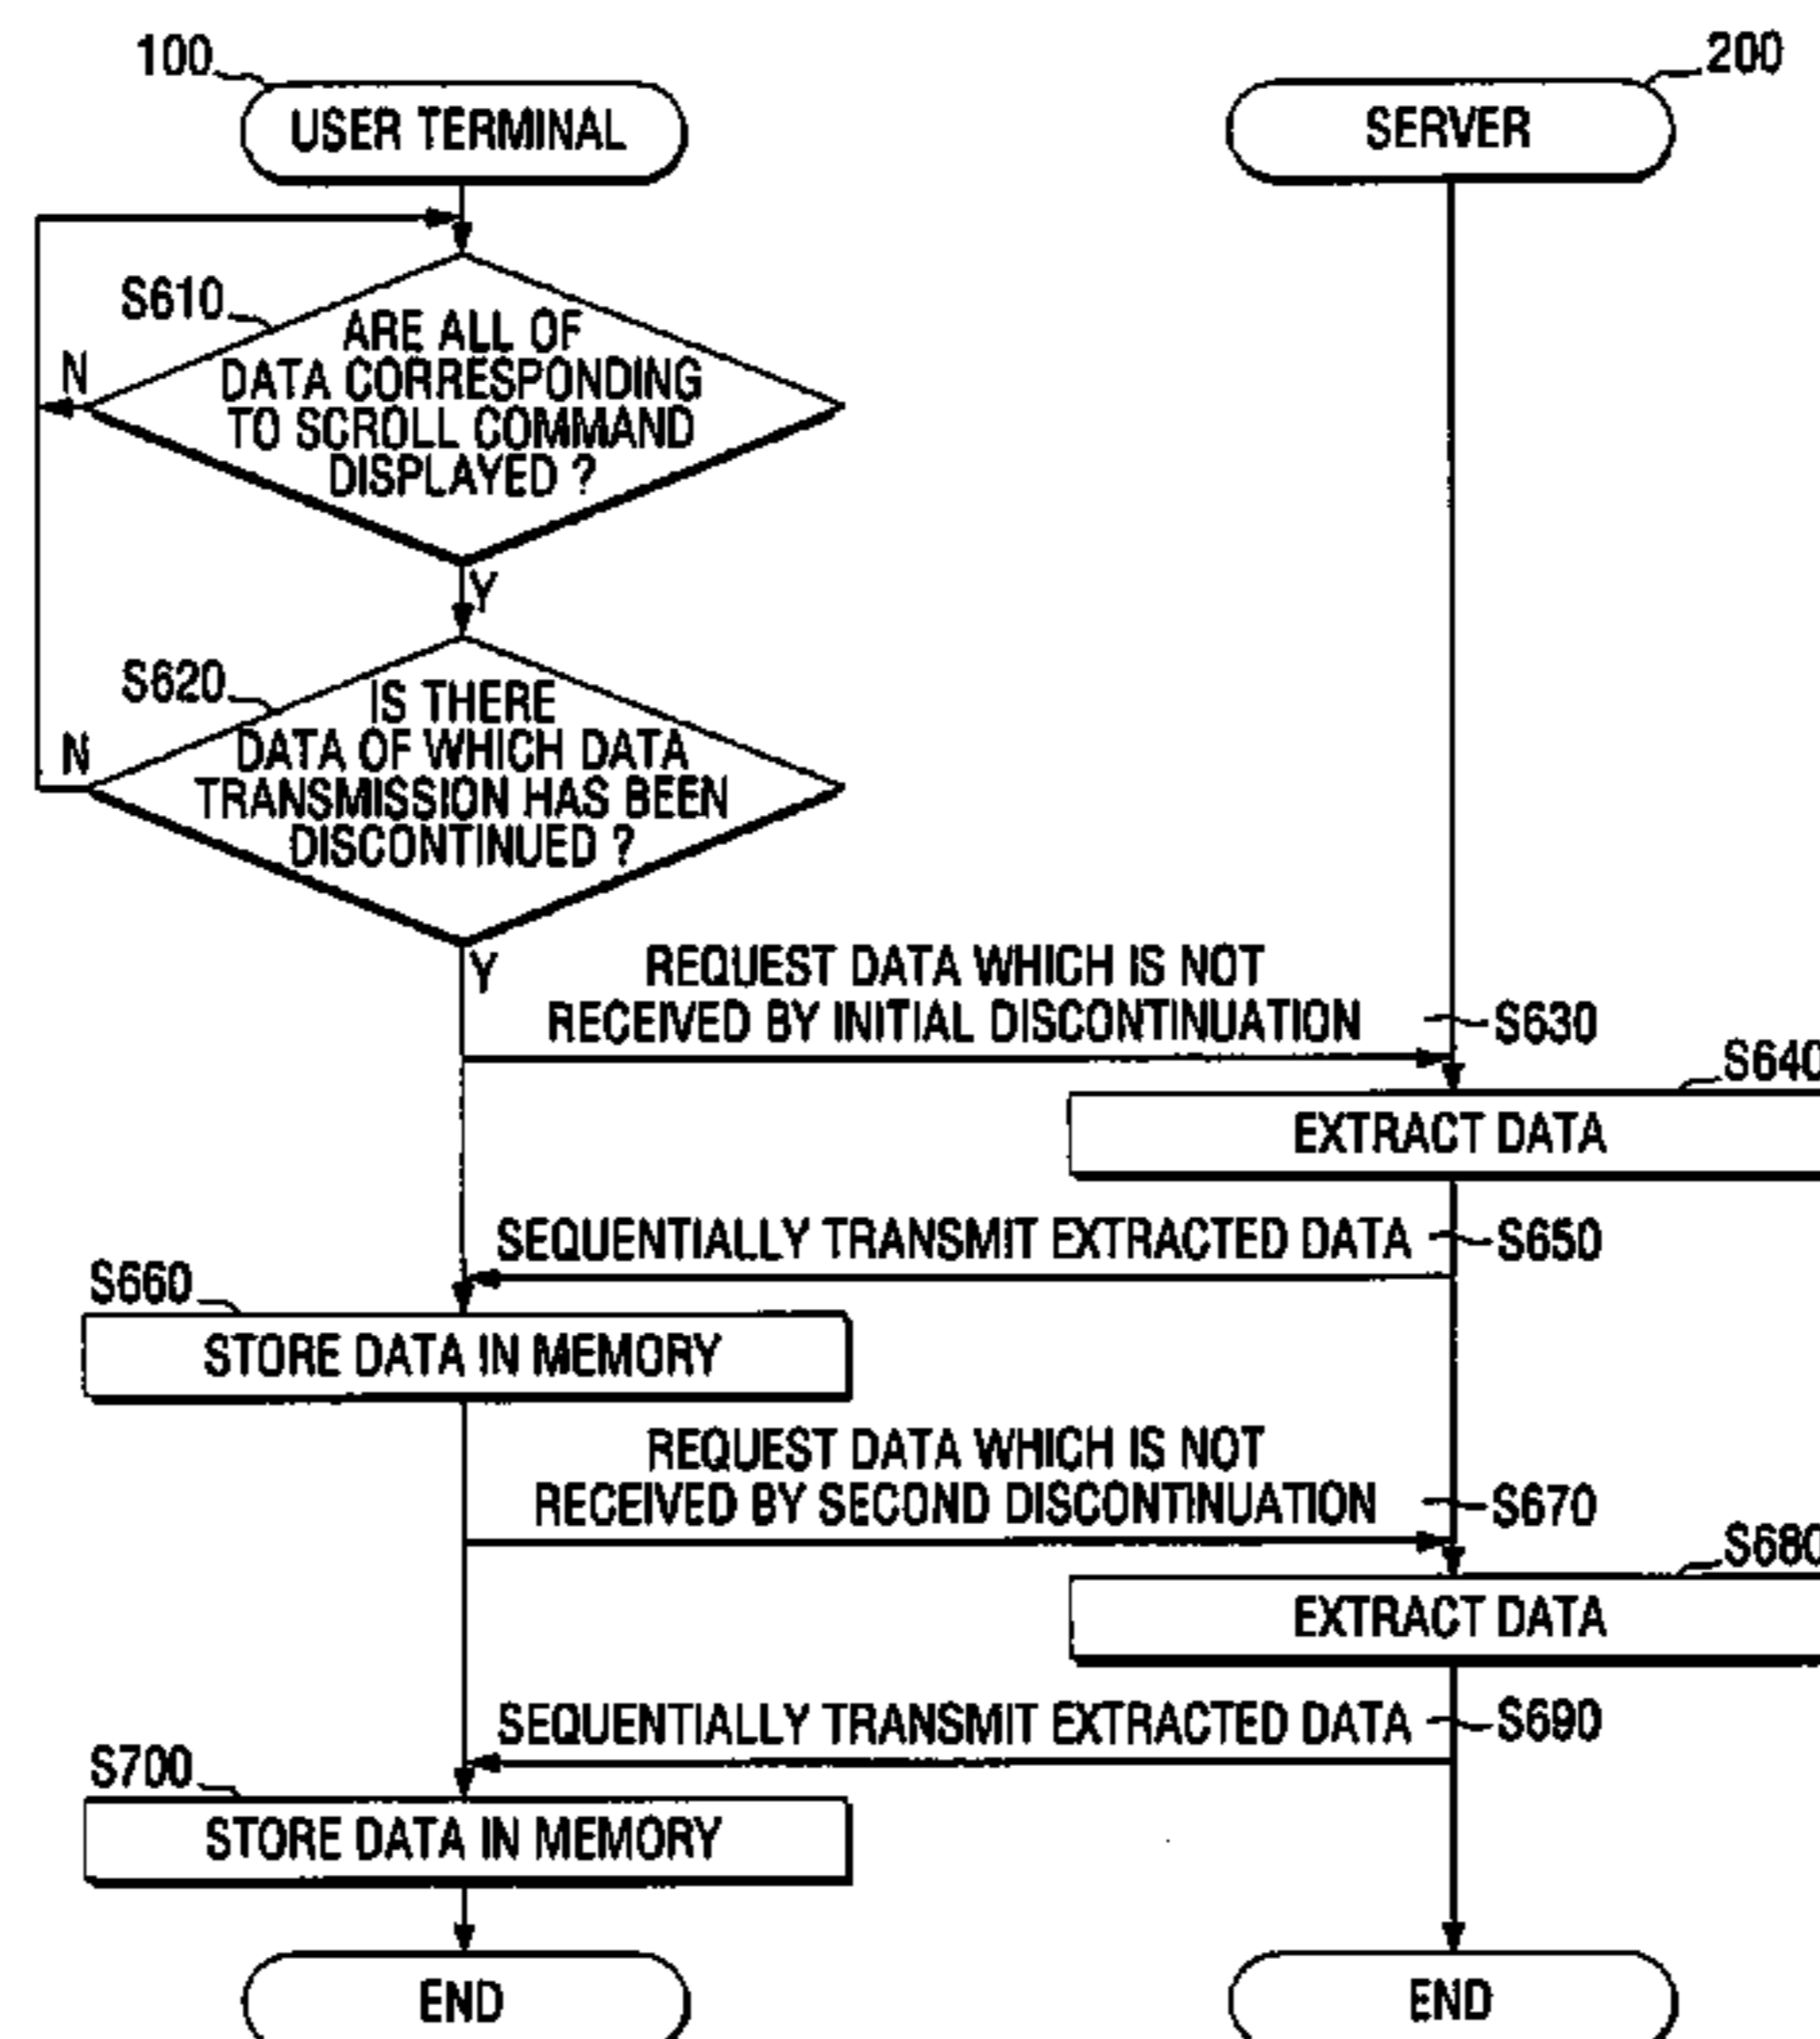 100
200
USER TERMINAL
SERVER
S610
ARE ALL OF
DATA CORRESPONDING
TO SCROLL COMMAND
DISPLAYED ?
N
Y
S620
IS THERE
DATA OF WHICH DATA
TRANSMISSION HAS BEEN
DISCONTINUED ?
N
Y
REQUEST DATA WHICH IS NOT
RECEIVED BY INITIAL DISCONTINUATION
S630
S640
EXTRACT DATA
SEQUENTIALLY TRANSMIT EXTRACTED DATA
S650
S660
STORE DATA IN MEMORY
REQUEST DATA WHICH IS NOT
RECEIVED BY SECOND DISCONTINUATION
S670
S680
EXTRACT DATA
SEQUENTIALLY TRANSMIT EXTRACTED DATA
S690
S700
STORE DATA IN MEMORY
END
END